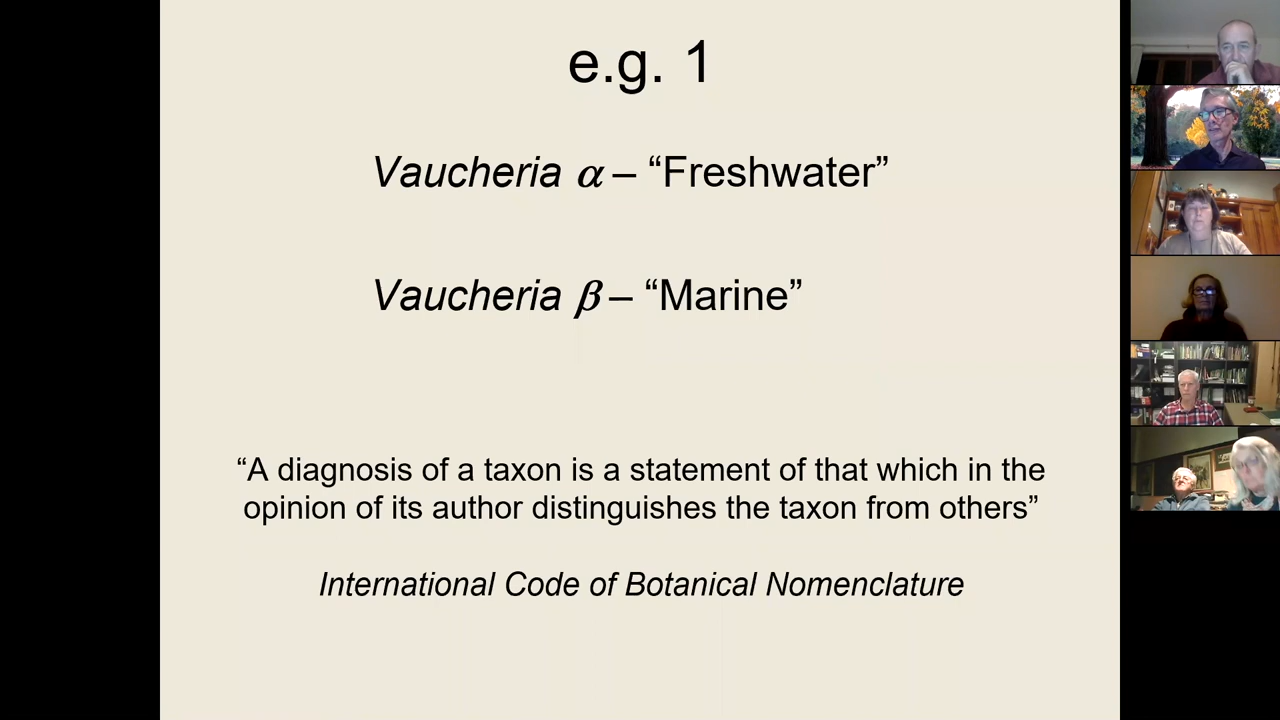 e.g. 1
Vaucheria α – “Freshwater”
Vaucheria β – “Marine”
“A diagnosis of a taxon is a statement of that which in the
opinion of its author distinguishes the taxon from others”
International Code of Botanical Nomenclature